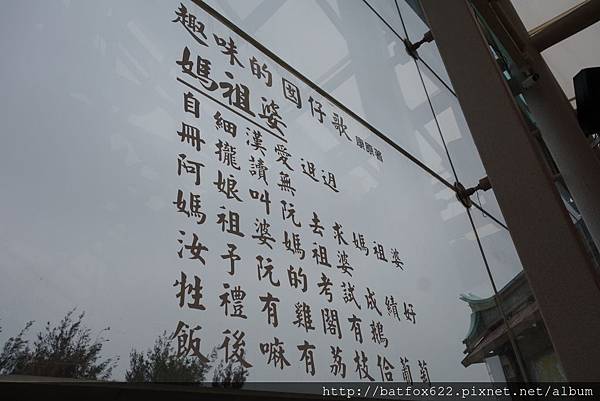 趣味的囡仔歌 康原著
媽祖婆
自細漢愛𨑨迌
冊攏讀無
阿娘叫阮去求媽祖婆
媽祖婆媽祖婆
汝予阮的考試成績好
牲禮有雞閣有鵝
飯後嘛有荔枝佮葡萄
http://batfox622.pixnet.net/album